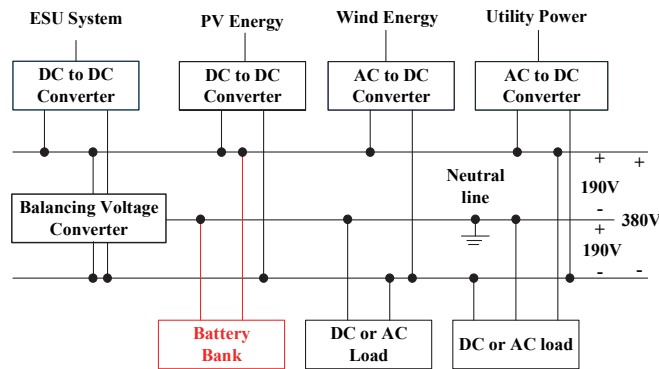 ESU System
PV Energy
Wind Energy
Utility Power
DC to DC
Converter
DC to DC
Converter
AC to DC
Converter
AC to DC
Converter
Neutral
line
+
+
190V
-
380V
+
190V
-
-
Balancing Voltage
Converter
Battery
Bank
DC or AC
Load
DC or AC load